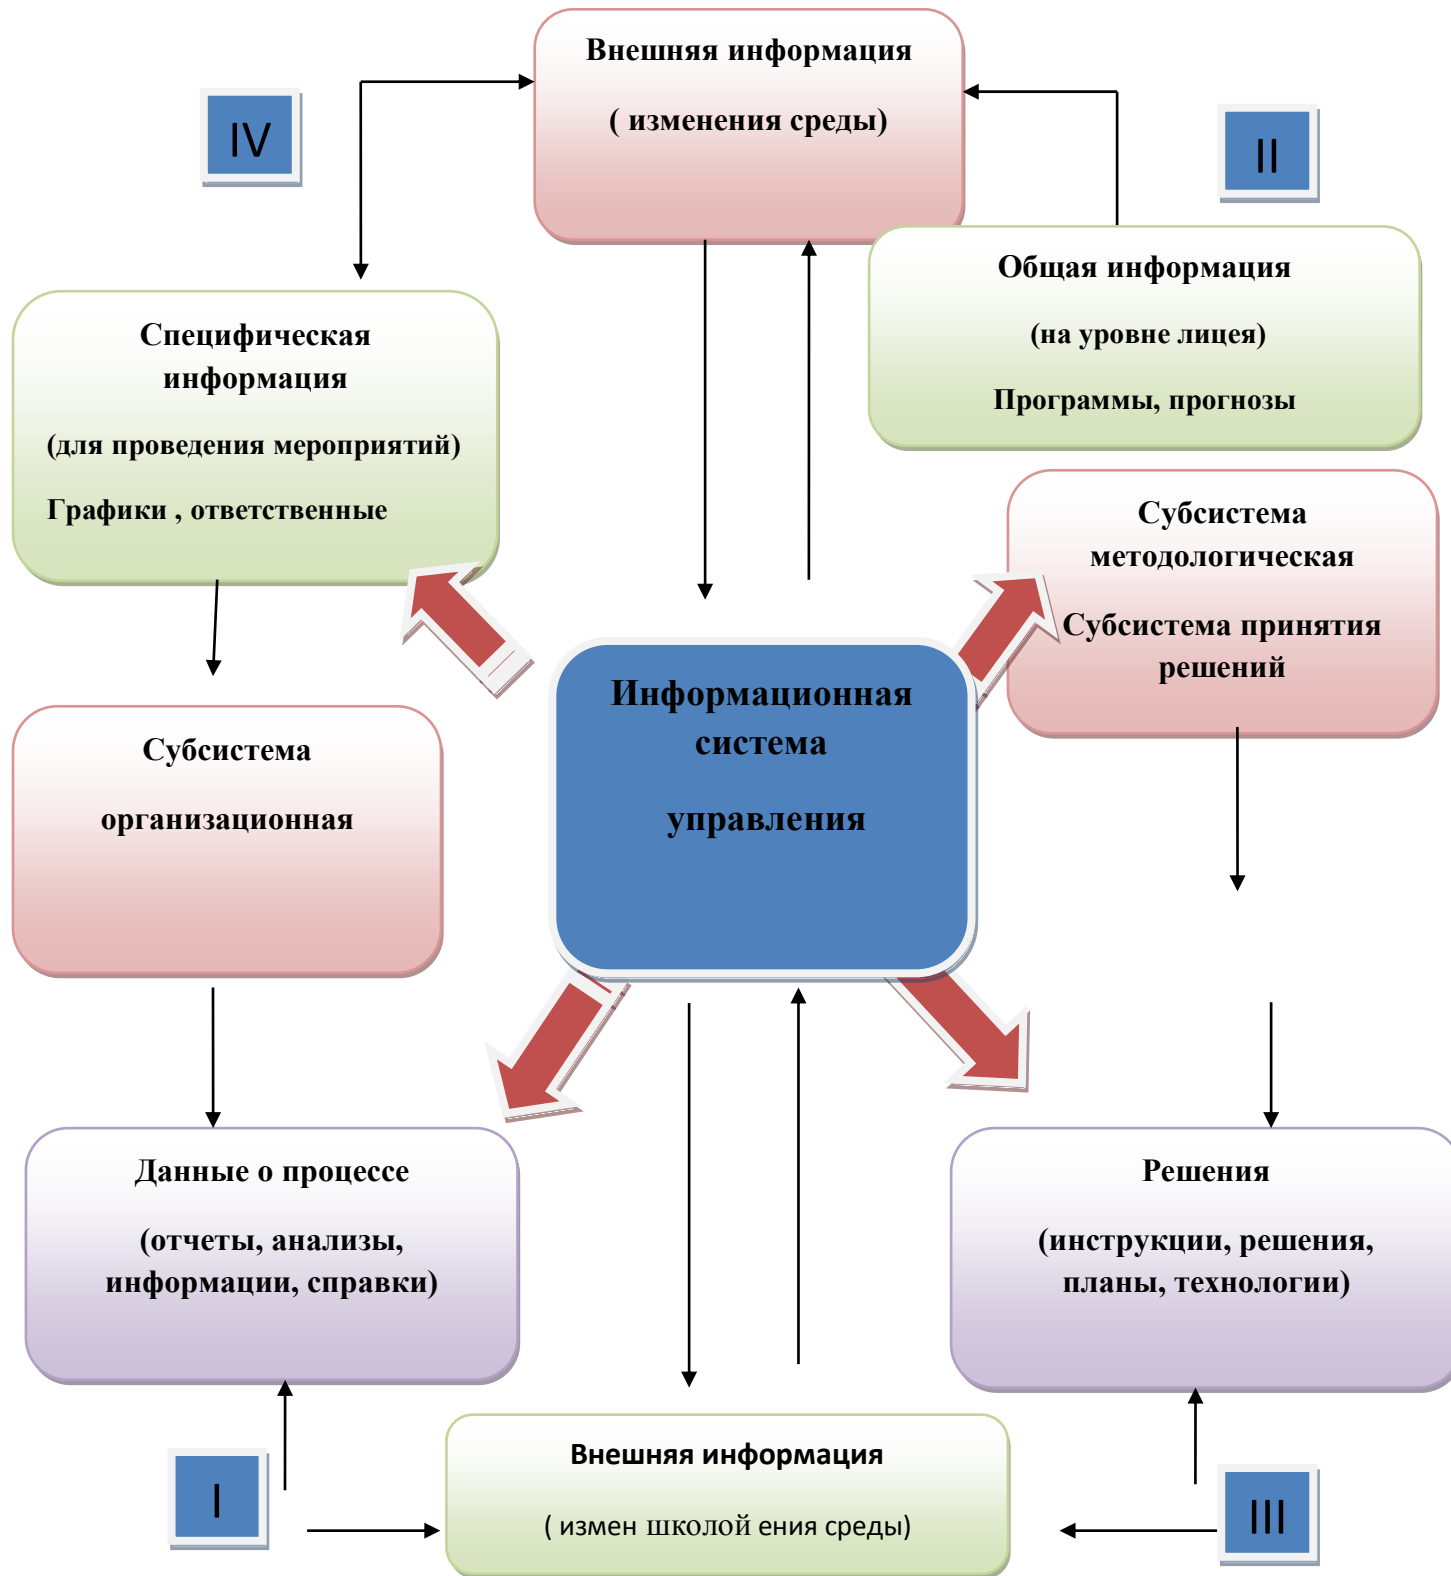 Внешняя информация
( изменения среды)
IV
II
Общая информация
(на уровне лицея)
Программы, прогнозы
Специфическая
информация
(для проведения мероприятий)
Графики , ответственные
Субсистема
методологическая
Субсистема принятия
решений
Информационная
система
управления
Субсистема
организационная
Данные о процессе
(отчеты, анализы,
информации, справки)
Решения
(инструкции, решения,
планы, технологии)
I
Внешняя информация
( измен школой ения среды)
III